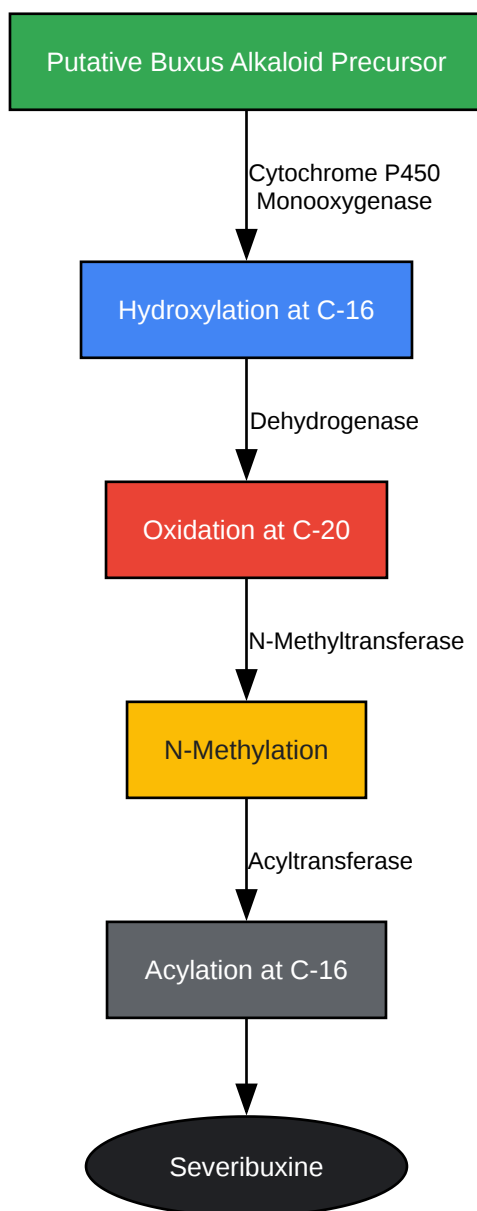 Putative Buxus Alkaloid Precursor
Cytochrome P450
Monooxygenase
Hydroxylation at C-16
Dehydrogenase
Oxidation at C-20
N-Methyltransferase
N-Methylation
Acyltransferase
Acylation at C-16
Severibuxine